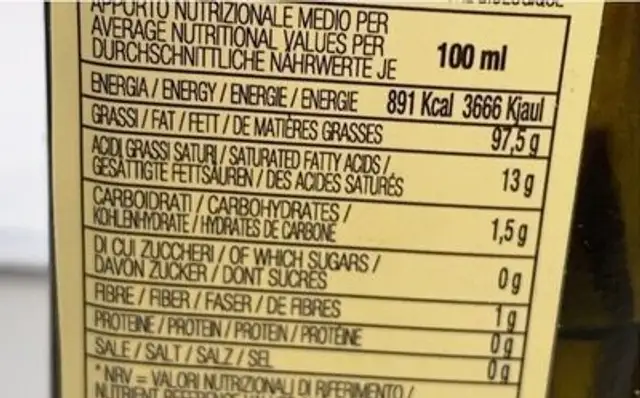 APPORTO NUTRIZIONALE MEDIO PER
AVERAGE NUTRITIONAL VALUES PER
DURCHSCHNITTLICHE NÄHRWERTE JE
100 ml
ENERGIA / ENERGY / ENERGIE / ENERGIE 891 Kcal 3666 Kjaul
GRASSI / FAT / FETT / DE MATIÈRES GRASSES 97,5 g
ACIDI GRASSI SATURI / SATURATED FATTY ACIDS /
GESÄTTIGTE FETTSÄUREN / DES ACIDES SATURÉS 13 g
CARBOIDRATI / CARBOHYDRATES /
KOHLENHYDRATE / HYDRATES DE CARBONE 1,5 g
DI CUI ZUCCHERI / OF WHICH SUGARS /
DAVON ZUCKER / DONT SUCRES 0 g
FIBRE / FIBER / FASER / DE FIBRES 1 g
PROTEINE / PROTEIN / PROTEIN / PROTÉINE 0 g
SALE / SALT / SALZ / SEL 0 g
*NRV = VALORI NUTRIZIONALI DI RIFERIMENTO /
NUTRIENT REFERENCE